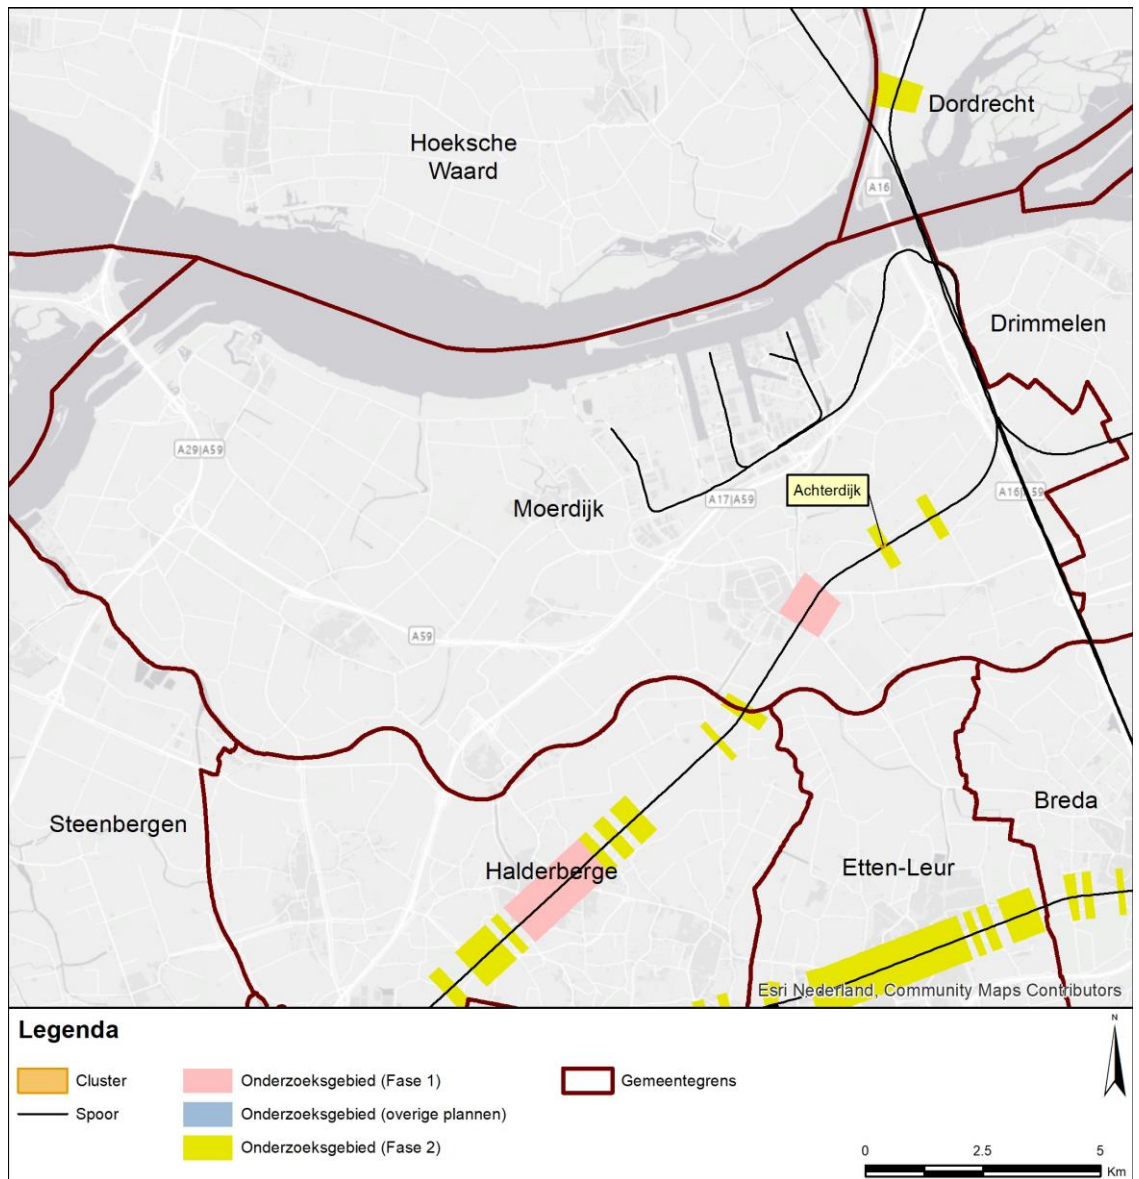 Dordrecht
Hoeksche
Waard
A16
Drimmelen
A29|A59
Achterdijk
A17|A59
Moerdijk
A59
Steenbergen
Breda
Halderberge
Etten-Leur
Esri Nederland, Community Maps Contributors
Legenda
N
Cluster
Onderzoeksgebied (Fase 1)
Gemeentegrens
Spoor
Onderzoeksgebied (overige plannen)
Onderzoeksgebied (Fase 2)
0 2.5 5
Km